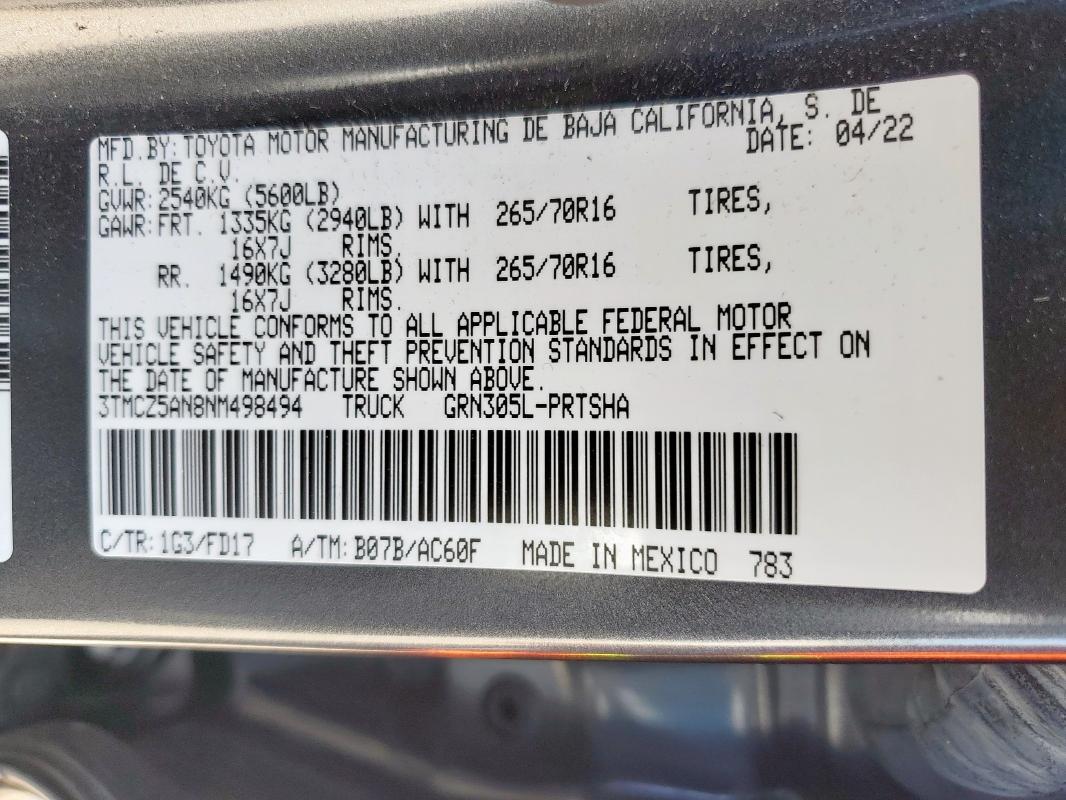 MFD.BY:TOYOTA MOTOR MANUFACTURING DE BAJA CALIFORNIA, S. DE
R.L. DE C.V. DATE: 04/22
GVWR:2540KG (5600LB)
GAWR:FRT. 1335KG (2940LB) WITH 265/70R16 TIRES,
16X7J RIMS,
RR. 1490KG (3280LB) WITH 265/70R16 TIRES,
16X7J RIMS.
THIS VEHICLE CONFORMS TO ALL APPLICABLE FEDERAL MOTOR
VEHICLE SAFETY AND THEFT PREVENTION STANDARDS IN EFFECT ON
THE DATE OF MANUFACTURE SHOWN ABOVE.
3TMCZ5AN8NM498494 TRUCK GRN305L-PRTSHA
C/TR:1G3/FD17 A/TM:B07B/AC60F MADE IN MEXICO 783